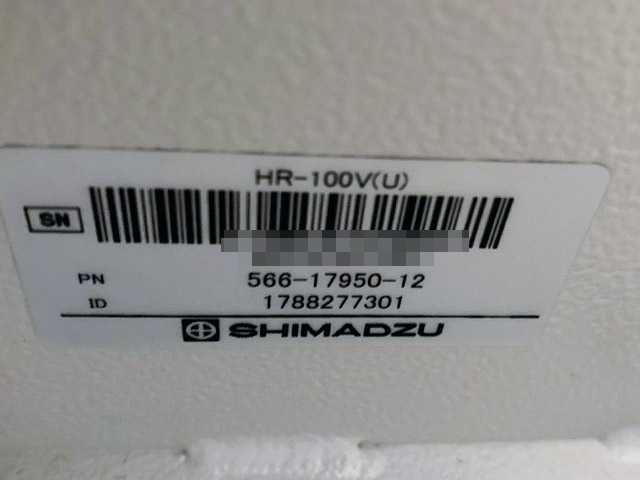 HR-100V(U)
SN
PN 566-17950-12
ID 1788277301
SHIMADZU